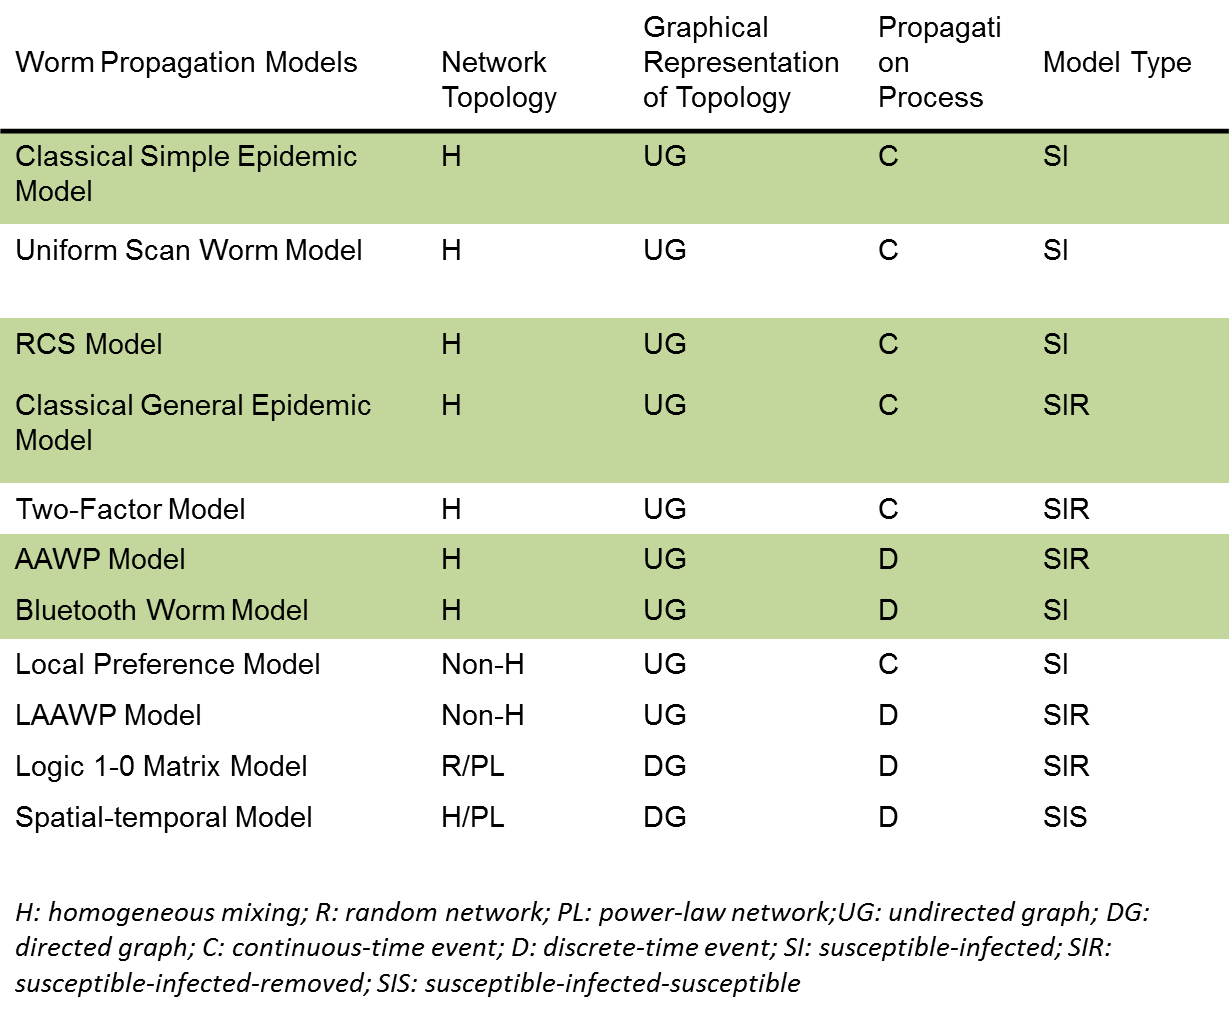 Worm Propagation Models Network Topology Graphical Representation of Topology Propagati on Process Model Type
Classical Simple Epidemic Model H UG C SI
Uniform Scan Worm Model H UG C SI
RCS Model H UG C SI
Classical General Epidemic Model H UG C SIR
Two-Factor Model H UG C SIR
AAWP Model H UG D SIR
Bluetooth Worm Model H UG D SI
Local Preference Model Non-H UG C SI
LAAWP Model Non-H UG D SIR
Logic 1-0 Matrix Model R/PL DG D SIR
Spatial-temporal Model H/PL DG D SIS
H: homogeneous mixing; R: random network; PL: power-law network;UG: undirected graph; DG:
directed graph; C: continuous-time event; D: discrete-time event; SI: susceptible-infected; SIR:
susceptible-infected-removed; SIS: susceptible-infected-susceptible